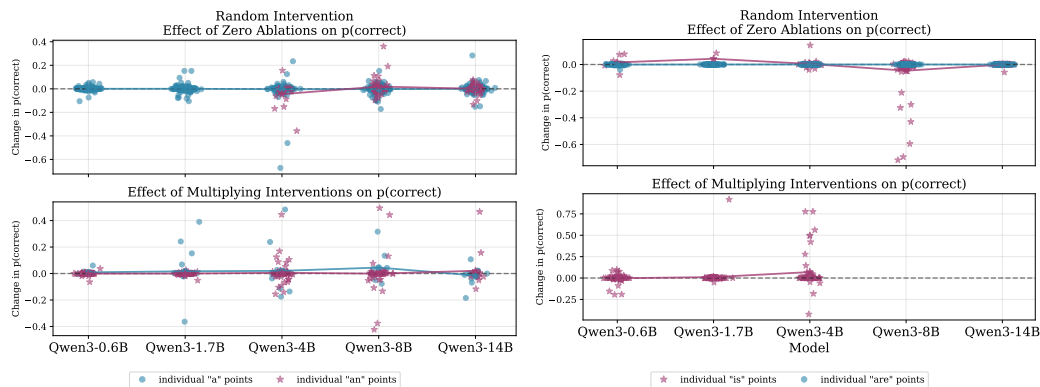 Random Intervention
Effect of Zero Ablations on p(correct)
Change in p(correct)
0.4
0.2
0.0
−0.2
−0.4
−0.6
Effect of Multiplying Interventions on p(correct)
Change in p(correct)
0.4
0.2
0.0
−0.2
−0.4
Qwen3-0.6B Qwen3-1.7B Qwen3-4B Qwen3-8B Qwen3-14B
individual "a" points individual "an" points
Random Intervention
Effect of Zero Ablations on p(correct)
Change in p(correct)
0.0
−0.2
−0.4
−0.6
Effect of Multiplying Interventions on p(correct)
Change in p(correct)
0.75
0.50
0.25
0.00
−0.25
Qwen3-0.6B Qwen3-1.7B Qwen3-4B Qwen3-8B Qwen3-14B
Model
individual "is" points individual "are" points